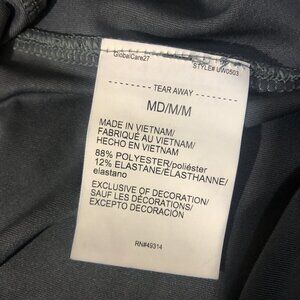 GlobalCare27 STYLE# UW0503
TEAR AWAY
MD/M/M
MADE IN VIETNAM/
FABRIQUÉ AU VIETNAM/
HECHO EN VIETNAM
88% POLYESTER/poliéster
12% ELASTANE/ÉLASTHANNE/
elastano
EXCLUSIVE OF DECORATION/
SAUF LES DÉCORATIONS/
EXCEPTO DECORACIÓN
RN#49314